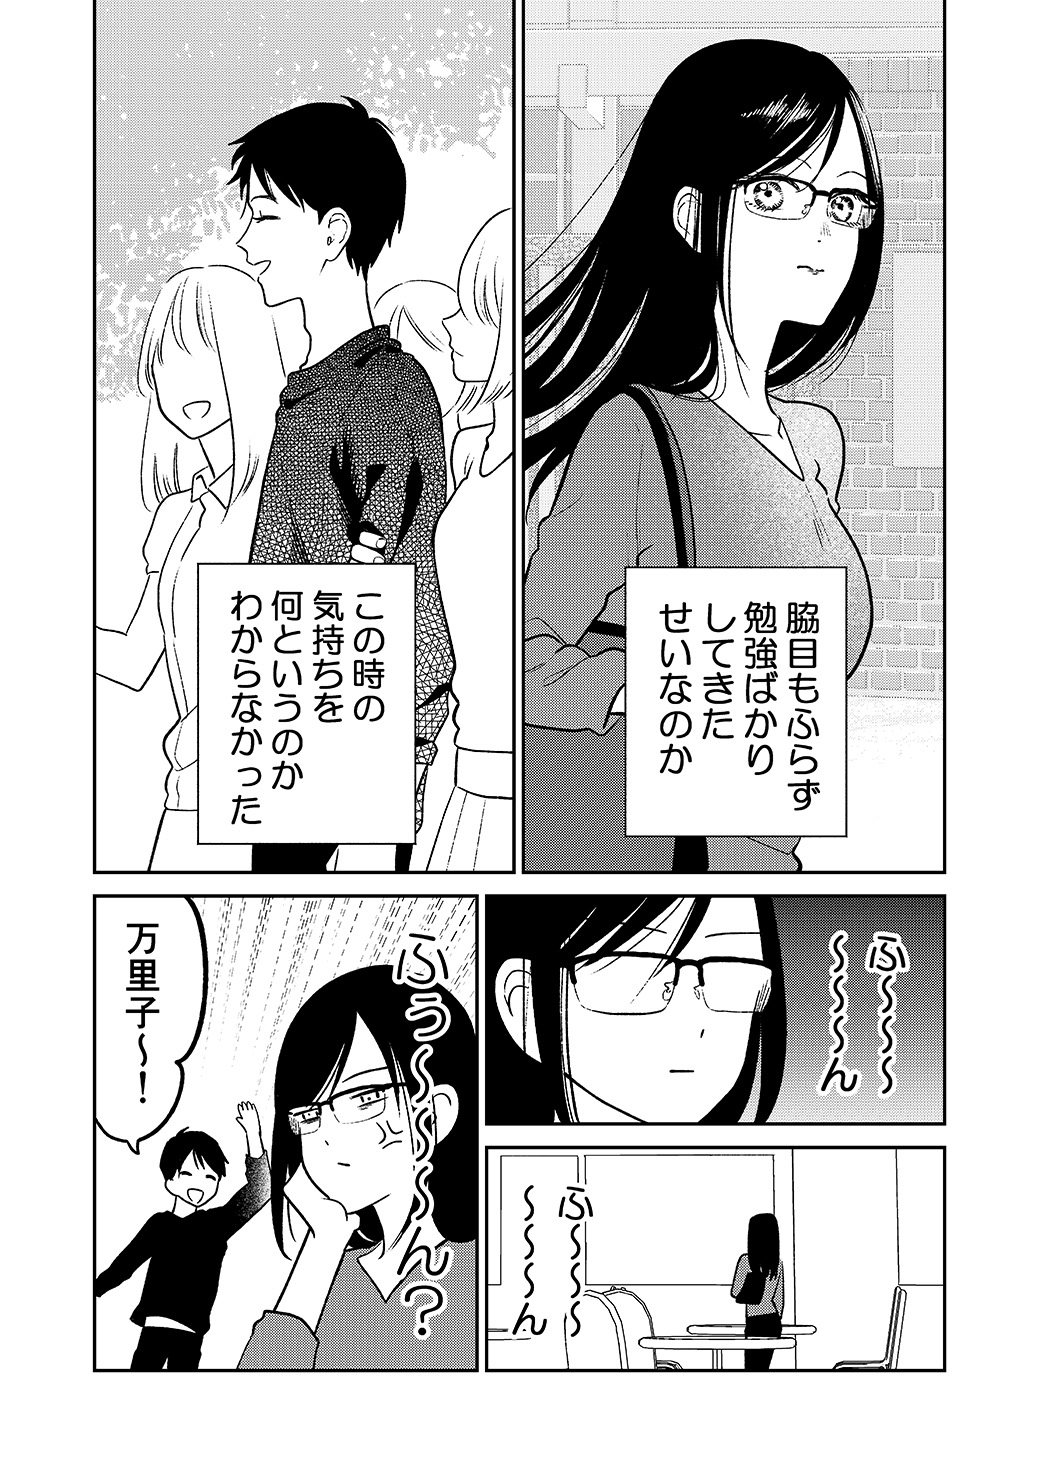 脇目もふらず
勉強ばかり
してきた
せいなのか
この時の
気持ちを
何というのか
わからなかった
ふ～～～
～～～ん
ふ～～～
～～～ん
ふぅ～～～ん？
万里子～！